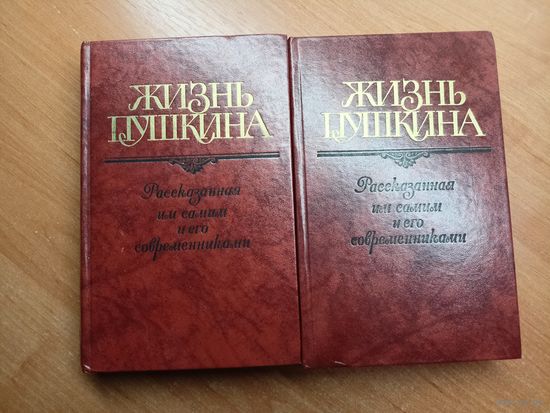 ЖИЗНЬ
ПУШКИНА
Рассказанная
им самим
и его
современниками
ЖИЗНЬ
ПУШКИНА
Рассказанная
им самим
и его
современниками